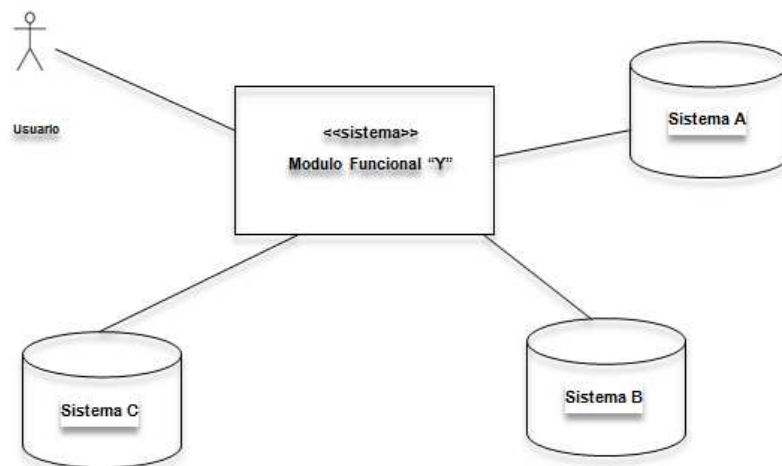 Usuario
<<sistema>>
Modulo Funcional “Y”
Sistema A
Sistema C
Sistema B